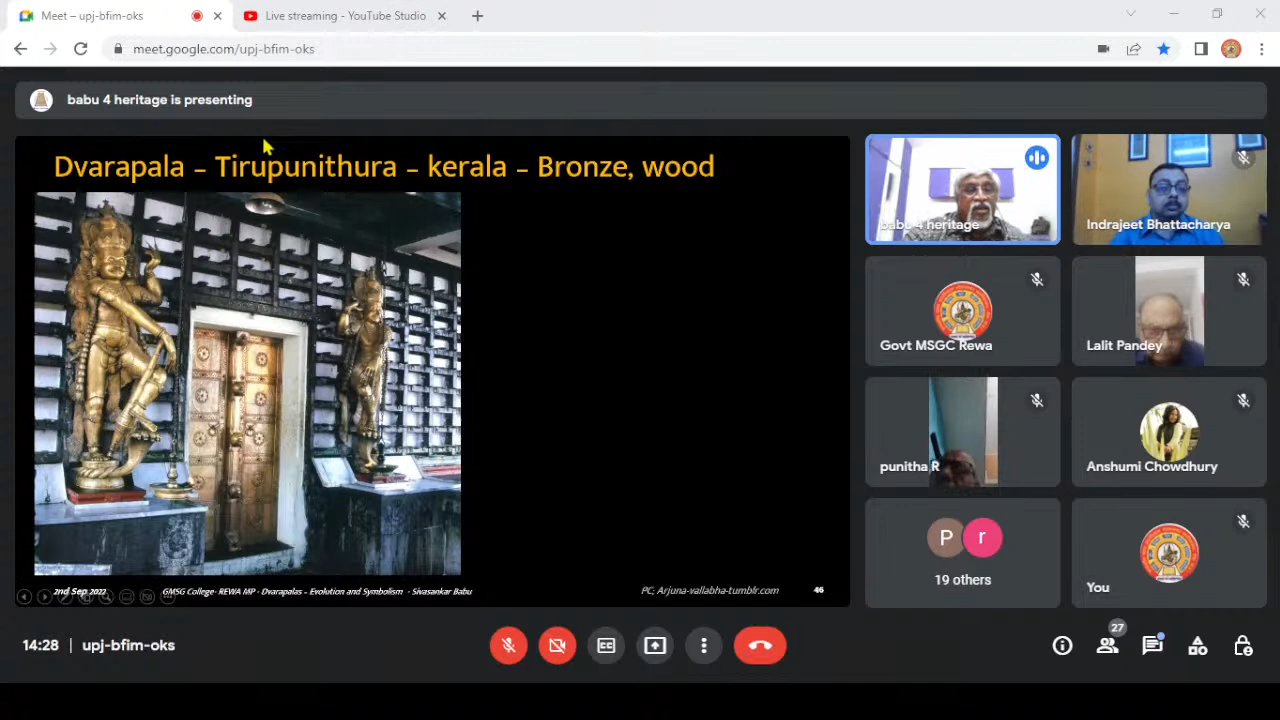 Meet – upj-bfim-oks
Live streaming - YouTube Studio
meet.google.com/upj-bfim-oks
babu 4 heritage is presenting
Dvarapala – Tirupunithura – kerala – Bronze, wood
2nd Sep 2022
GMSG College- REWA MP - Dvarapalas – Evolution and Symbolism - Sivasankar Babu
PC; Arjuna-vallabha-tumblr.com
46
babu 4 heritage
Indrajeet Bhattacharya
Govt MSGC Rewa
Lalit Pandey
punitha R
Anshumi Chowdhury
P
r
19 others
You
14:28
upj-bfim-oks
CC
27